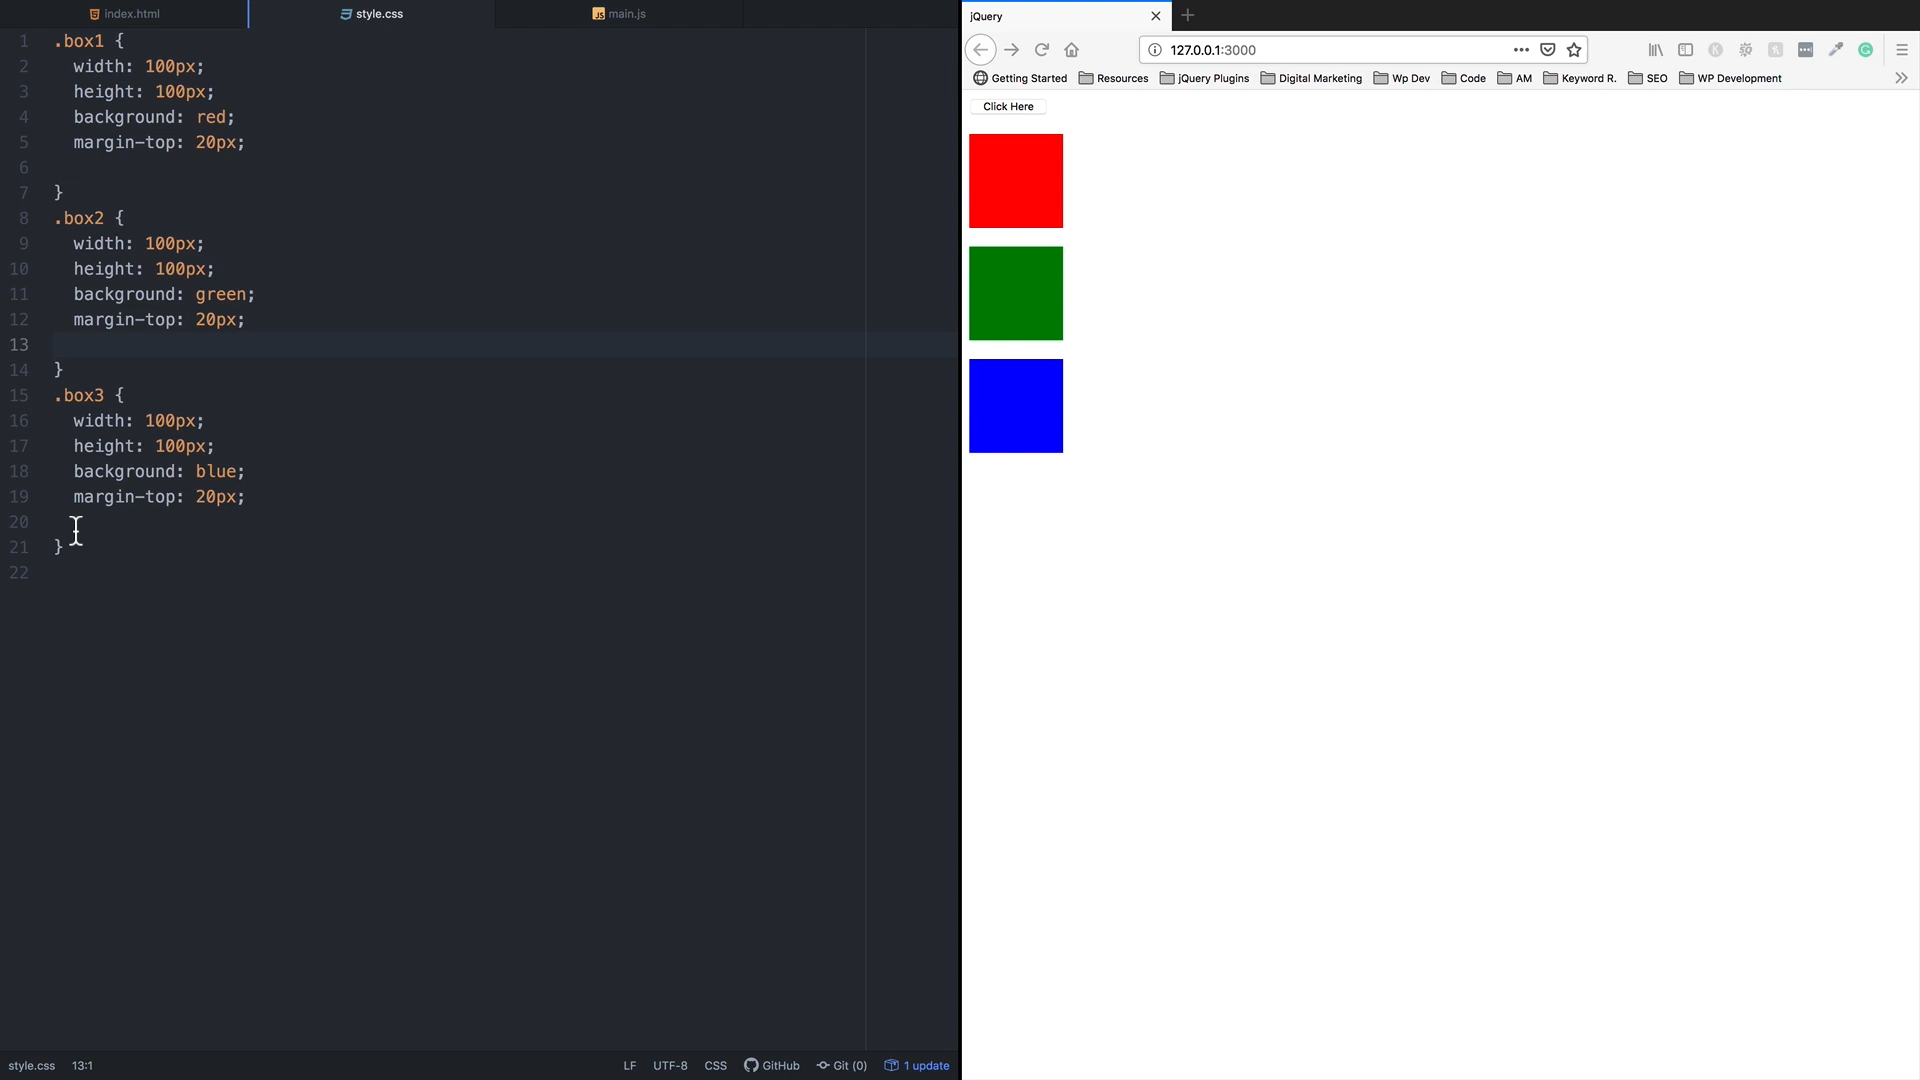 index.html
style.css
main.js
1 .box1 {
2 width: 100px;
3 height: 100px;
4 background: red;
5 margin-top: 20px;
6
7 }
8 .box2 {
9 width: 100px;
10 height: 100px;
11 background: green;
12 margin-top: 20px;
13
14 }
15 .box3 {
16 width: 100px;
17 height: 100px;
18 background: blue;
19 margin-top: 20px;
20
21 }
22
style.css 13:1 LF UTF-8 CSS GitHub Git (0) 1 update
jQuery
127.0.0.1:3000
Getting Started Resources jQuery Plugins Digital Marketing Wp Dev Code AM Keyword R. SEO WP Development
Click Here